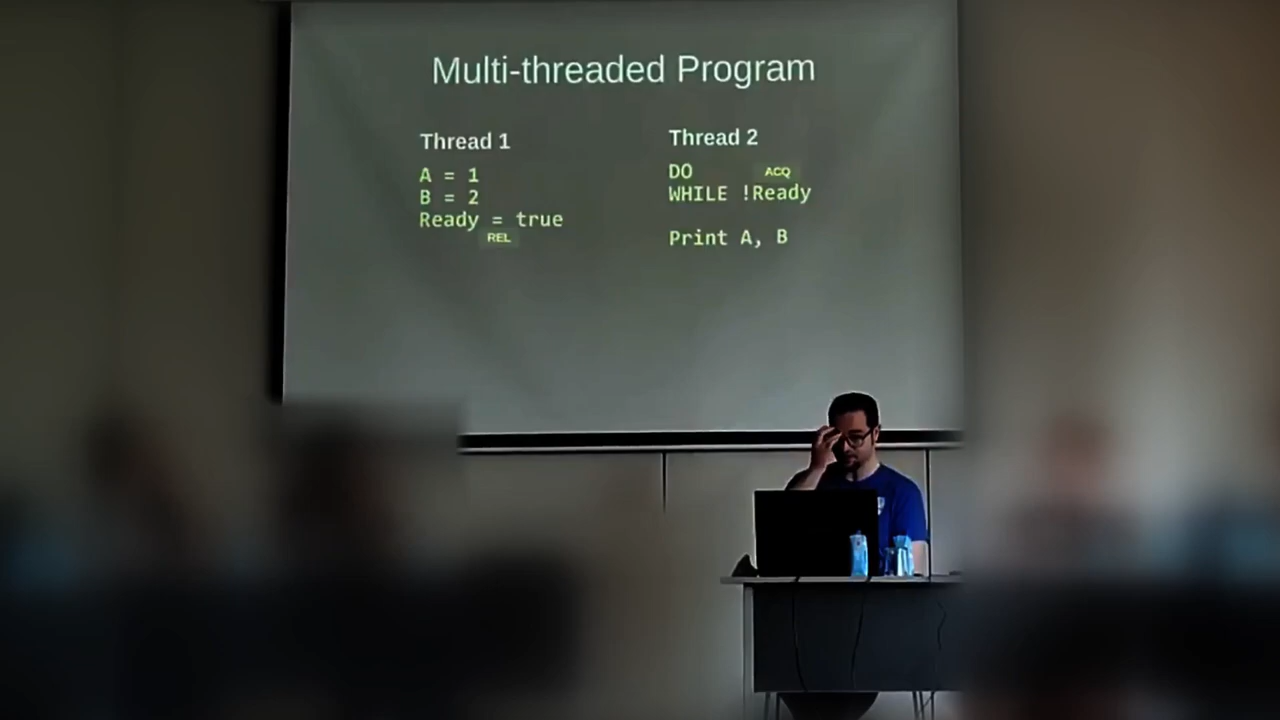 Multi-threaded Program
Thread 1
A = 1
B = 2
Ready = true
REL
Thread 2
DO ACQ
WHILE !Ready
Print A, B